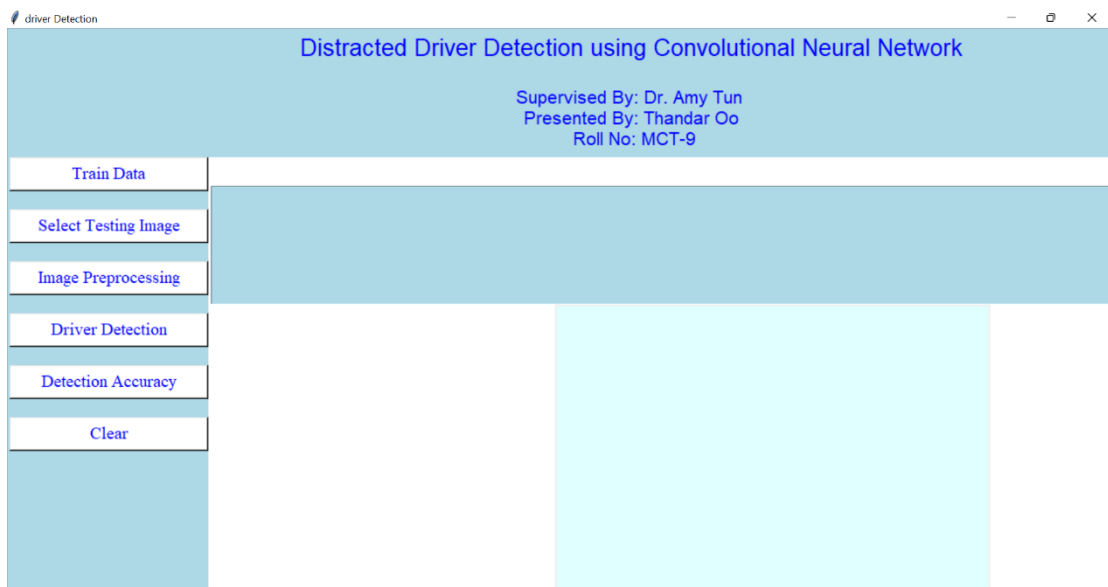 driver Detection
Distracted Driver Detection using Convolutional Neural Network
Supervised By: Dr. Amy Tun
Presented By: Thandar Oo
Roll No: MCT-9
Train Data
Select Testing Image
Image Preprocessing
Driver Detection
Detection Accuracy
Clear